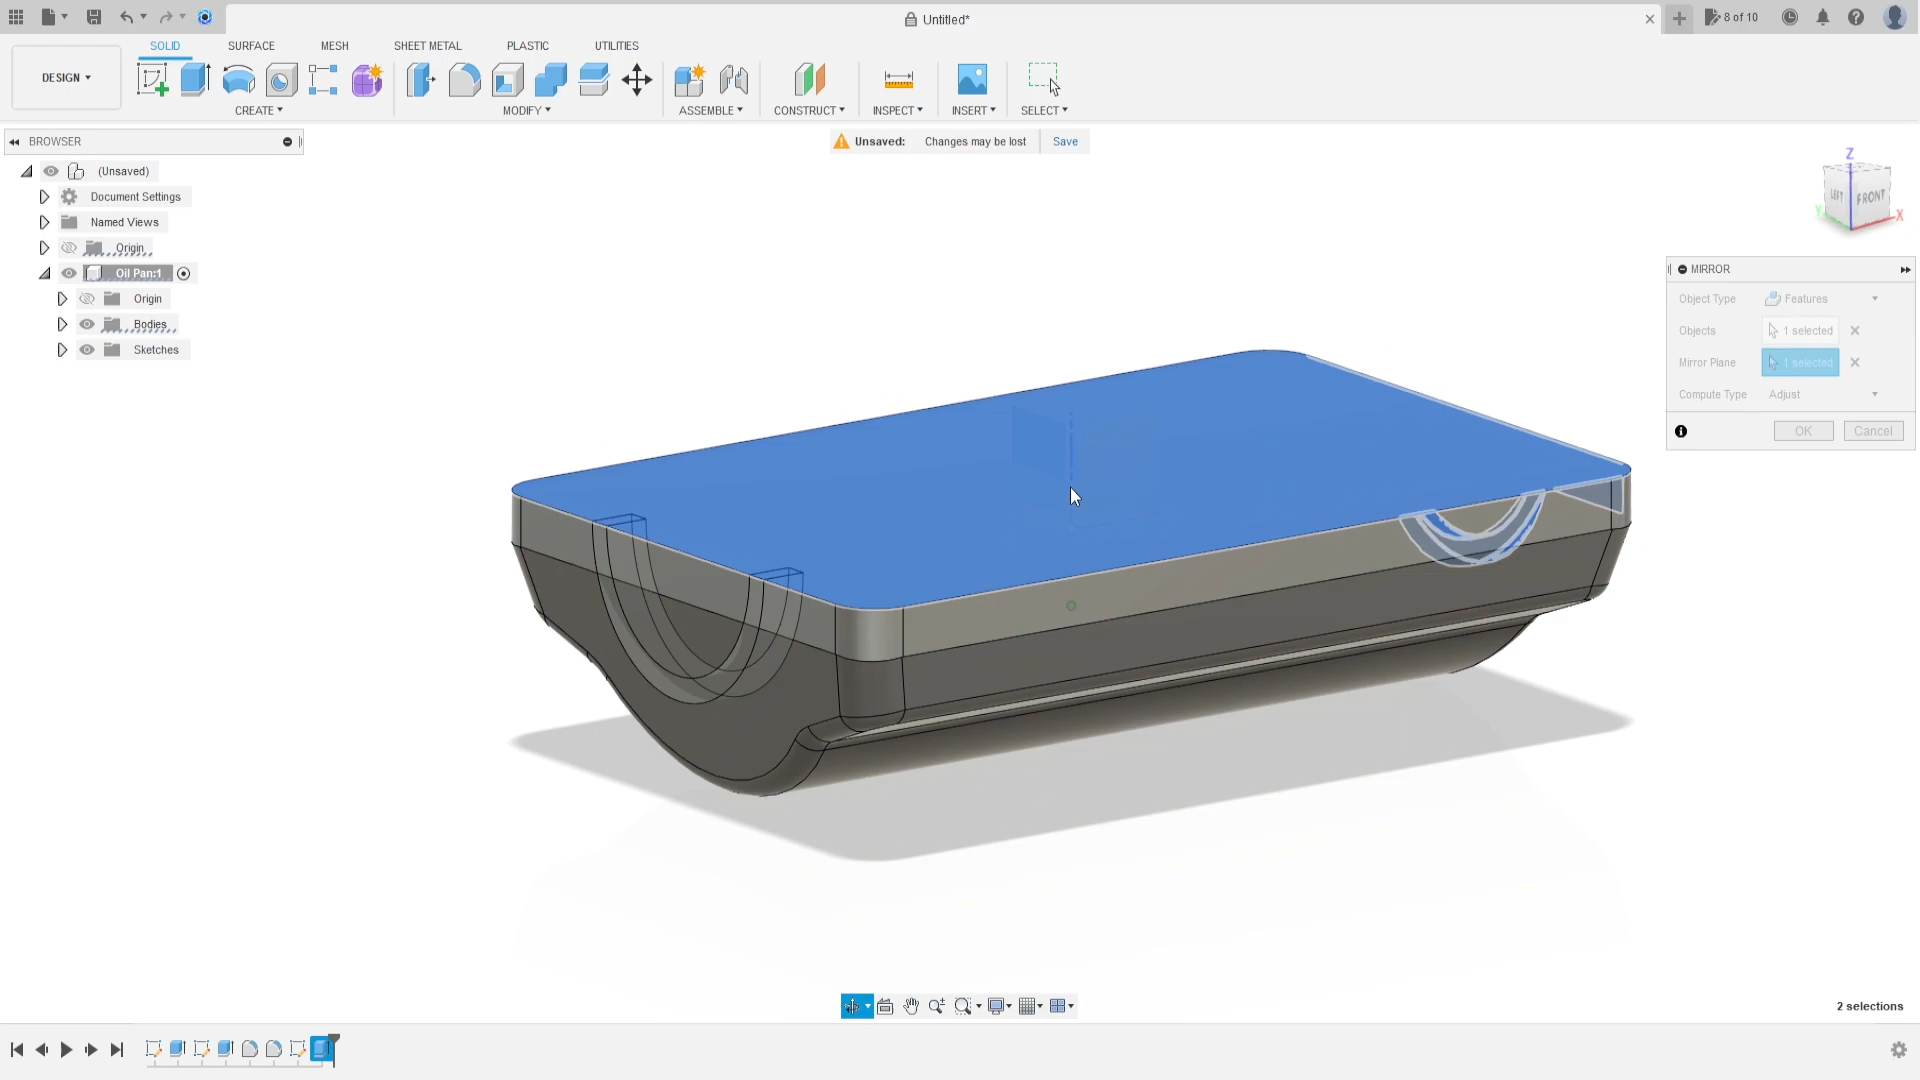 Untitled*
8 of 10
DESIGN
SOLID
SURFACE
MESH
SHEET METAL
PLASTIC
UTILITIES
CREATE
MODIFY
ASSEMBLE
CONSTRUCT
INSPECT
INSERT
SELECT
BROWSER
Unsaved: Changes may be lost
Save
(Unsaved)
Document Settings
Named Views
Origin
Oil Pan:1
Origin
Bodies
Sketches
Z
LEFT
FRONT
Y
X
MIRROR
Object Type
Features
Objects
1 selected
Mirror Plane
1 selected
Compute Type
Adjust
OK
Cancel
2 selections